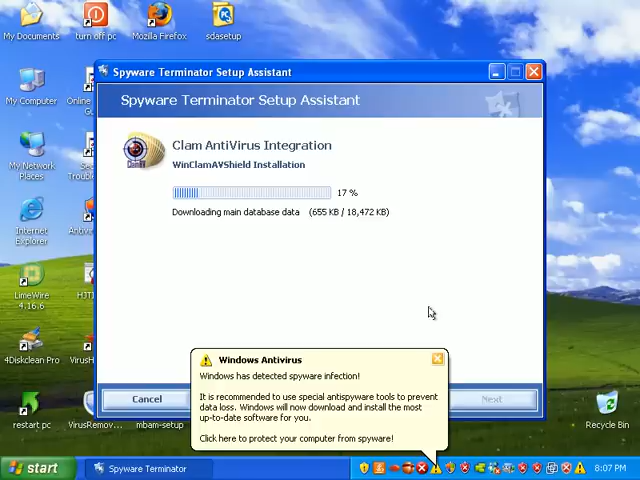 My Documents
turn off pc
Mozilla Firefox
sdasetup
Spyware Terminator Setup Assistant
Spyware Terminator Setup Assistant
My Computer
Online
Clam AntiVirus Integration
WinClamAVShield Installation
ClamAV
My Network
Places
17 %
Downloading main database data (655 KB / 18,472 KB)
Internet
Explorer
LimeWire
4.16.6
HJT
4Diskclean Pro
Windows Antivirus
Windows has detected spyware infection!
It is recommended to use special antispyware tools to prevent
data loss. Windows will now download and install the most
up-to-date software for you.
Click here to protect your computer from spyware!
Cancel
Next
restart pc
VirusRemov...
mbam-setup
Recycle Bin
start
Spyware Terminator
8:07 PM